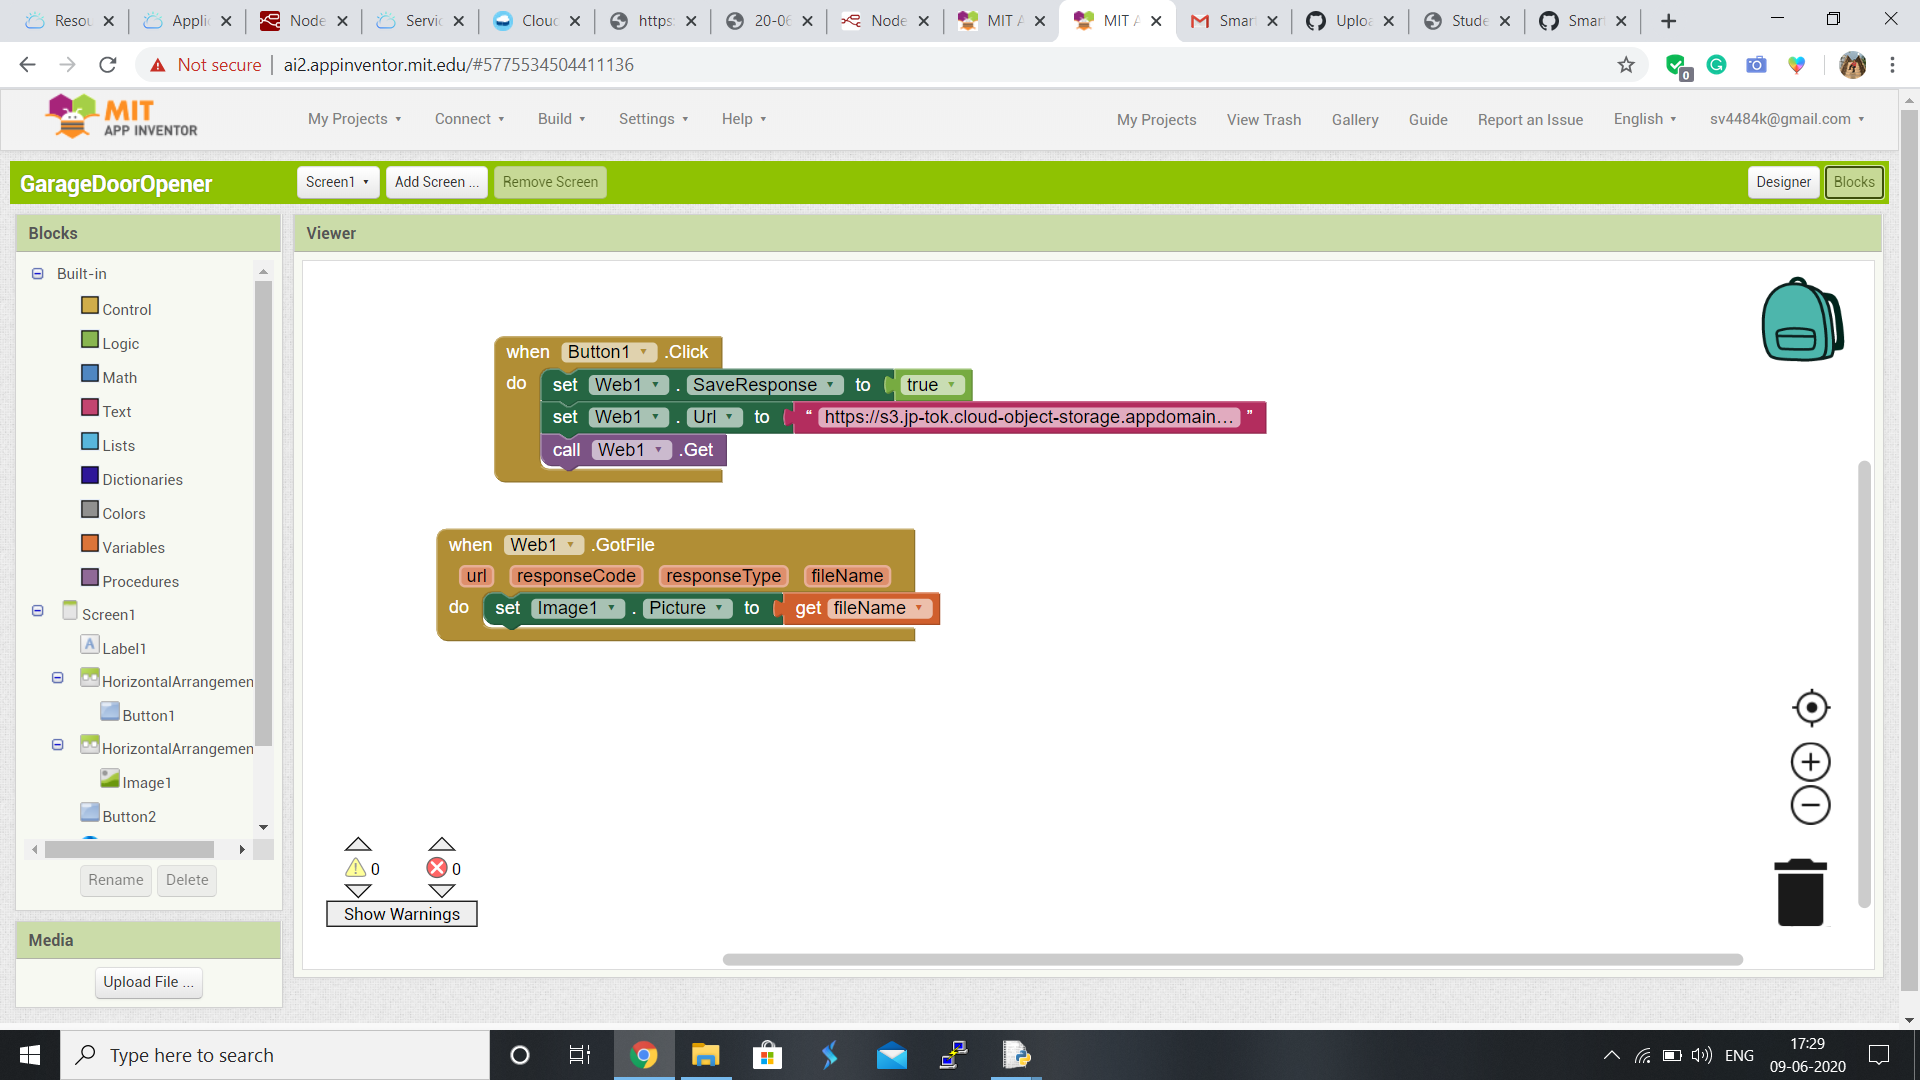 Resou
Applic
Node
Servic
Cloud
https:
20-06
Node
MIT A
MIT A
Smar
Uploa
Stude
Smar
Not secure
ai2.appinventor.mit.edu/#5775534504411136
0
MIT
APP INVENTOR
My Projects
Connect
Build
Settings
Help
My Projects
View Trash
Gallery
Guide
Report an Issue
English
sv4484k@gmail.com
GarageDoorOpener
Screen1
Add Screen ...
Remove Screen
Designer
Blocks
Blocks
Built-in
Control
Logic
Math
Text
Lists
Dictionaries
Colors
Variables
Procedures
Screen1
A Label1
HorizontalArrangemen
Button1
HorizontalArrangemen
Image1
Button2
Rename
Delete
Media
Upload File ...
Viewer
when Button1 .Click
do set Web1 . SaveResponse to true
set Web1 . Url to “ https://s3.jp-tok.cloud-object-storage.appdomain... ”
call Web1 .Get
when Web1 .GotFile
url responseCode responseType fileName
do set Image1 . Picture to get fileName
0 0
Show Warnings
Type here to search
ENG
17:29
09-06-2020